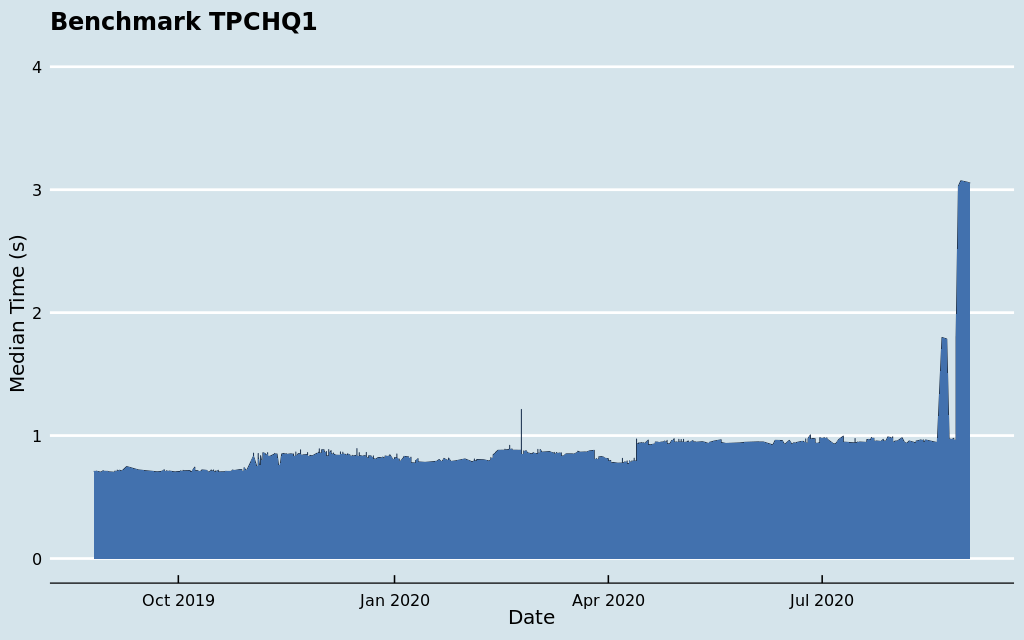 Benchmark TPCHQ1
4
3
2
1
0
Median Time (s)
Oct 2019
Jan 2020
Apr 2020
Jul 2020
Date